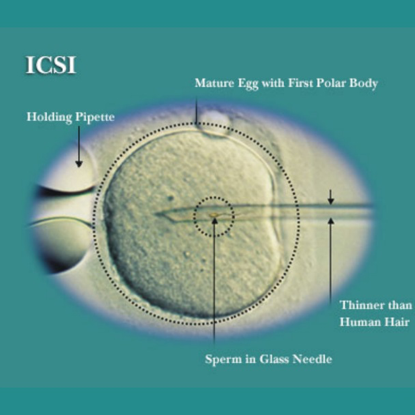 ICSI
Mature Egg with First Polar Body
Holding Pipette
Thinner than
Human Hair
Sperm in Glass Needle